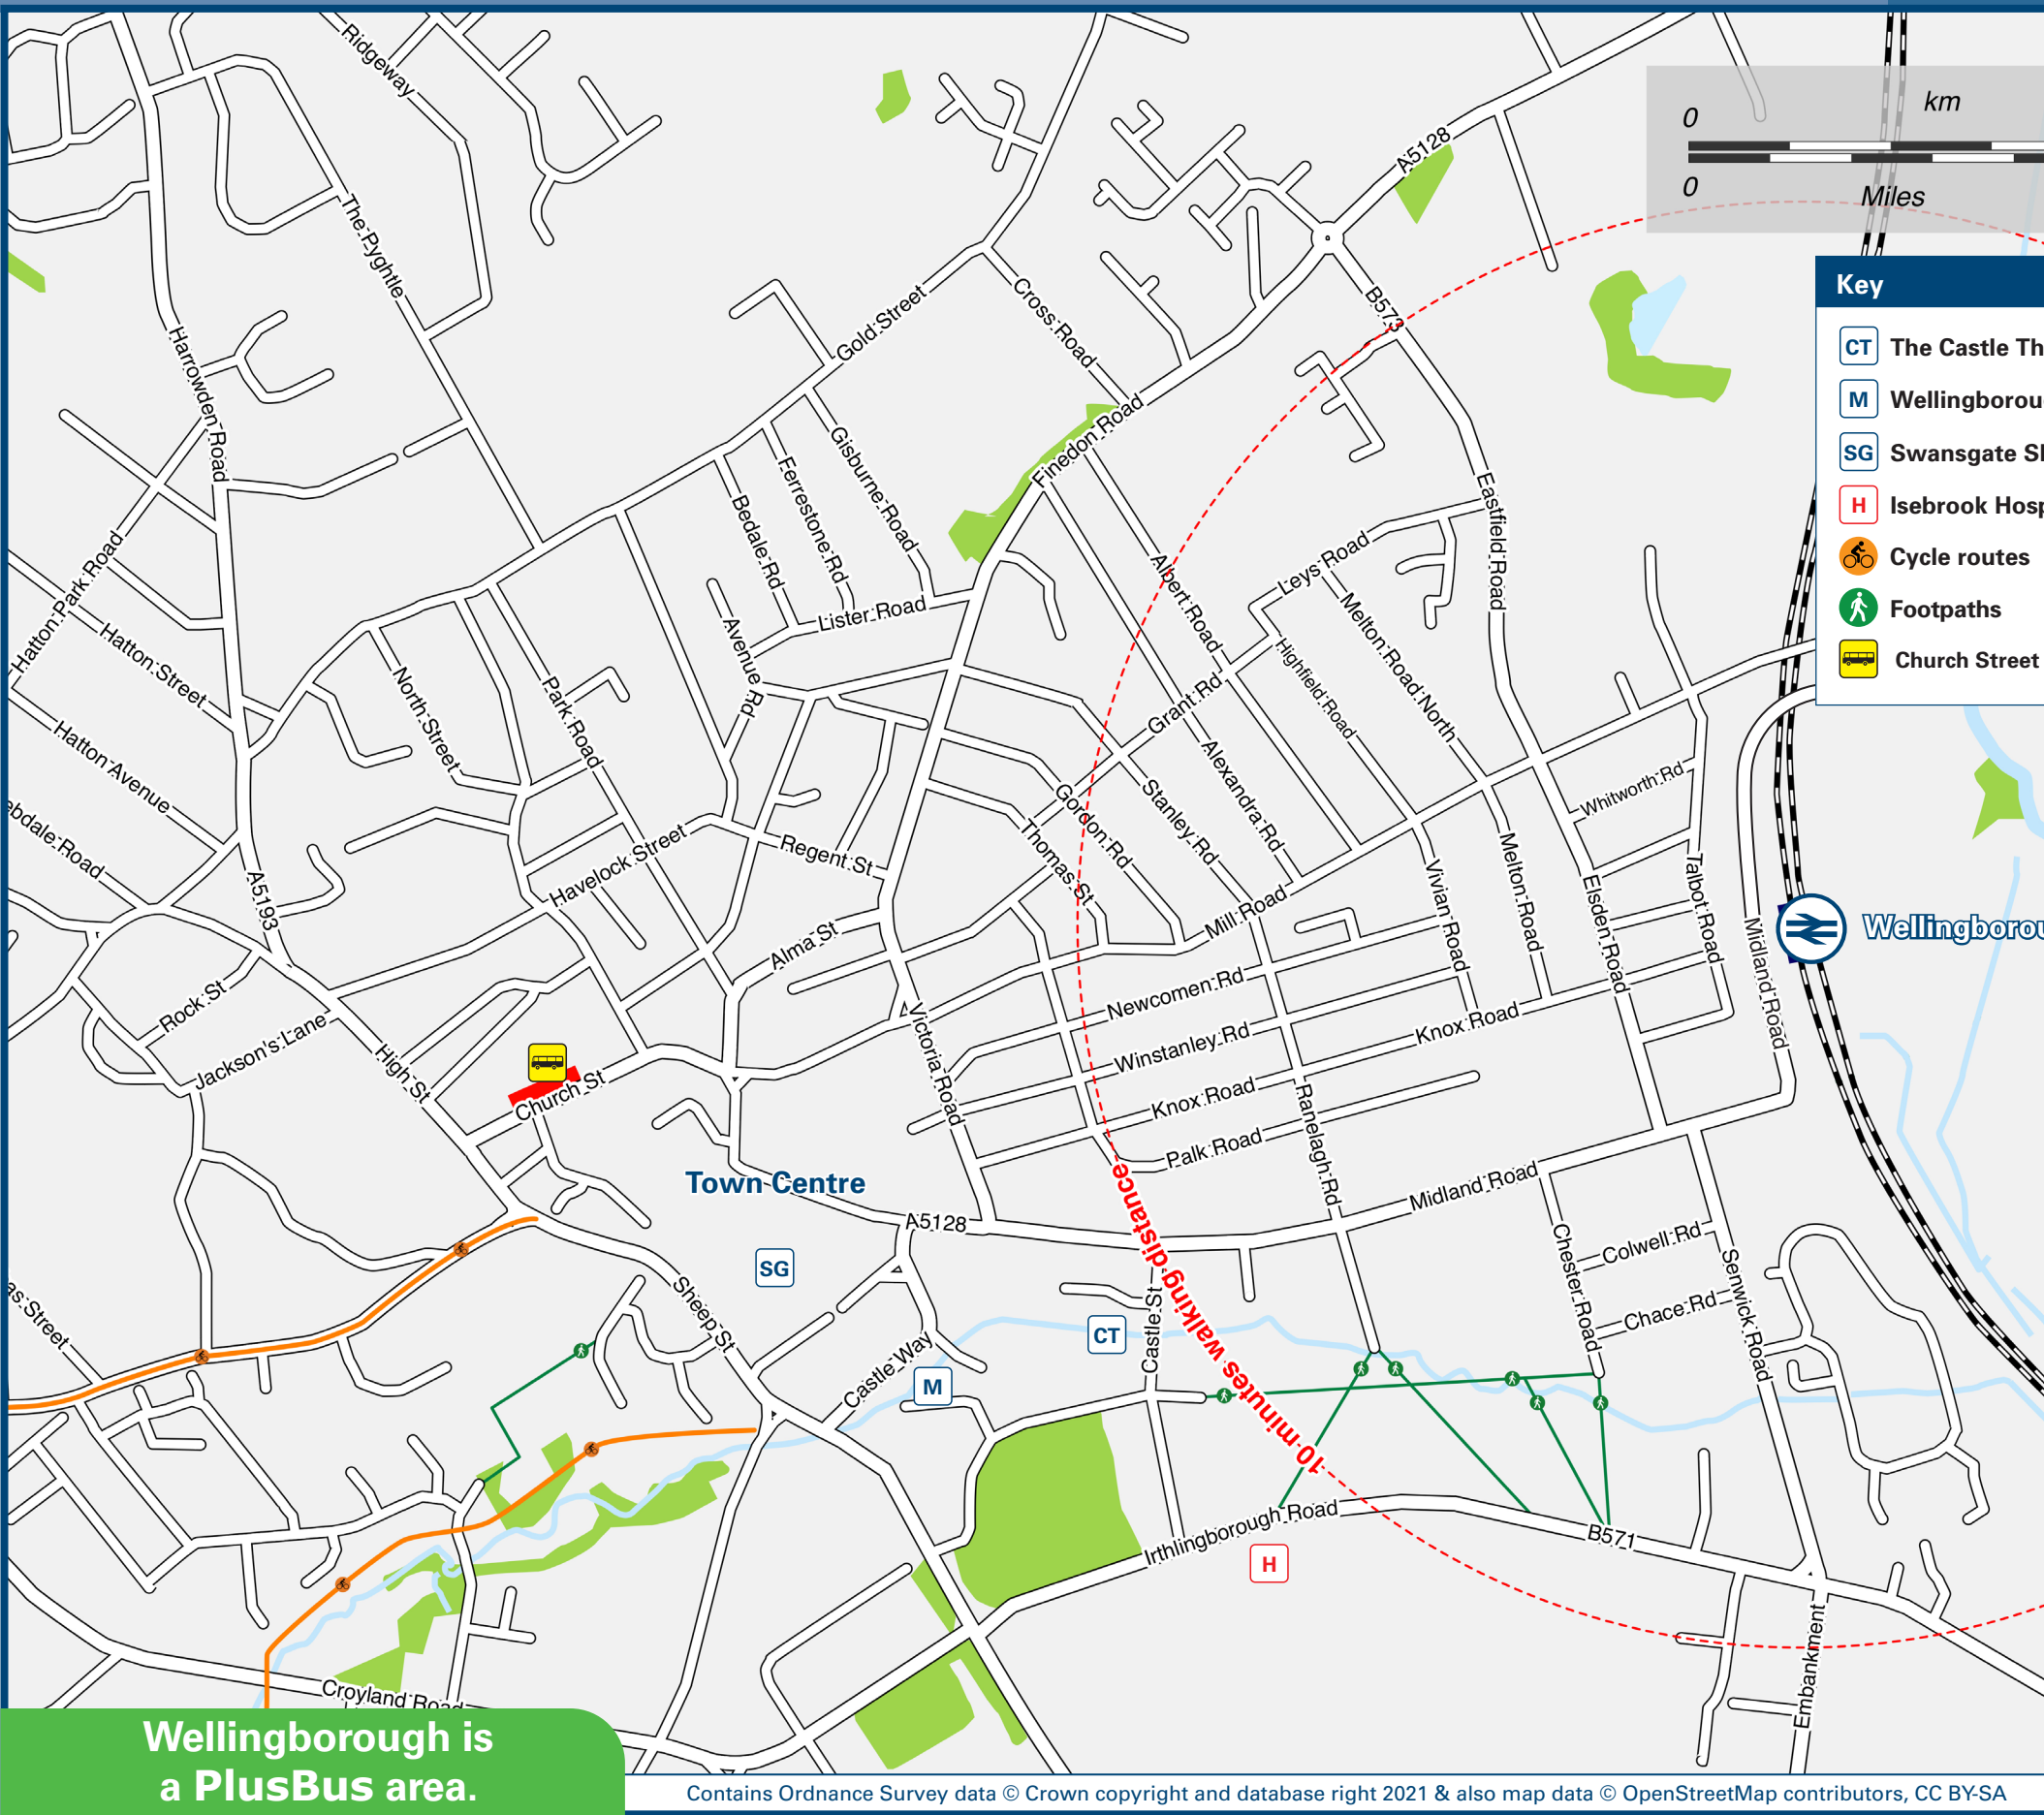 Ridgeway
A5128
km
0
0
Miles
The Pyghtle
Key
CT The Castle Th
M Wellingborou
SG Swansgate Sh
H Isebrook Hosp
Cycle routes
Footpaths
Church Street
Harrowden Road
Gold Street
Cross Road
B573
Finedon Road
Gisburne Road
Ferrestone Rd
Bedale Rd
Lister Road
Avenue Rd
Albert Road
Leys Road
Eastfield Road
Melton Road North
Highfield Road
Grant Rd
Hatton Park Road
Hatton Street
Hatton Avenue
ebdale Road
North Street
Park Road
Alexandra Rd
Stanley Rd
Gordon Rd
Thomas St
Whitworth Rd
Havelock Street
Regent St
A5193
Alma St
Mill Road
Vivian Road
Melton Road
Elsden Road
Talbot Road
Midland Road
Wellingborou
Rock St
Jackson's Lane
High St
Church St
Victoria Road
Newcomen Rd
Winstanley Rd
Knox Road
Knox Road
Palk Road
Ranelagh Rd
Midland Road
Town Centre
A5128
SG
CT
M
H
10 minutes walking distance
Castle St
Castle Way
Sheep St
as Street
Chester Road
Colwell Rd
Chace Rd
Senwick Road
Irthlingborough Road
B571
Embankment
Croyland Road
Wellingborough is
a PlusBus area.
Contains Ordnance Survey data © Crown copyright and database right 2021 & also map data © OpenStreetMap contributors, CC BY-SA